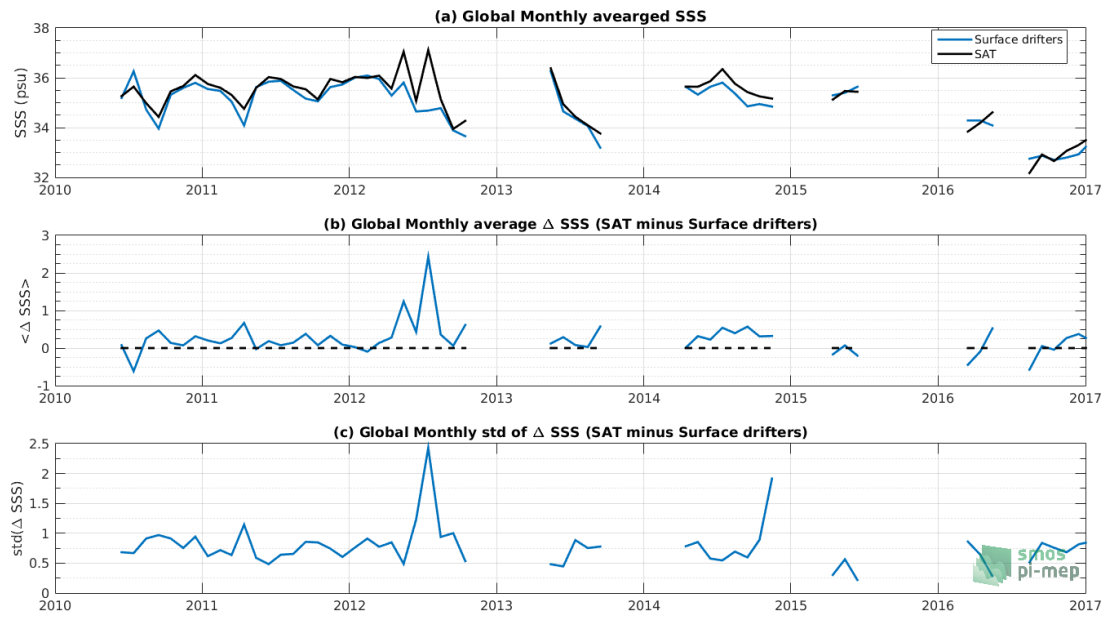 (a) Global Monthly avearged SSS
38
36
34
32
SSS (psu)
Surface drifters
SAT
2010 2011 2012 2013 2014 2015 2016 2017
(b) Global Monthly average Δ SSS (SAT minus Surface drifters)
3
2
1
0
-1
<Δ SSS>
2010 2011 2012 2013 2014 2015 2016 2017
(c) Global Monthly std of Δ SSS (SAT minus Surface drifters)
2.5
2
1.5
1
0.5
0
std(Δ SSS)
smos
pi-mep
2010 2011 2012 2013 2014 2015 2016 2017